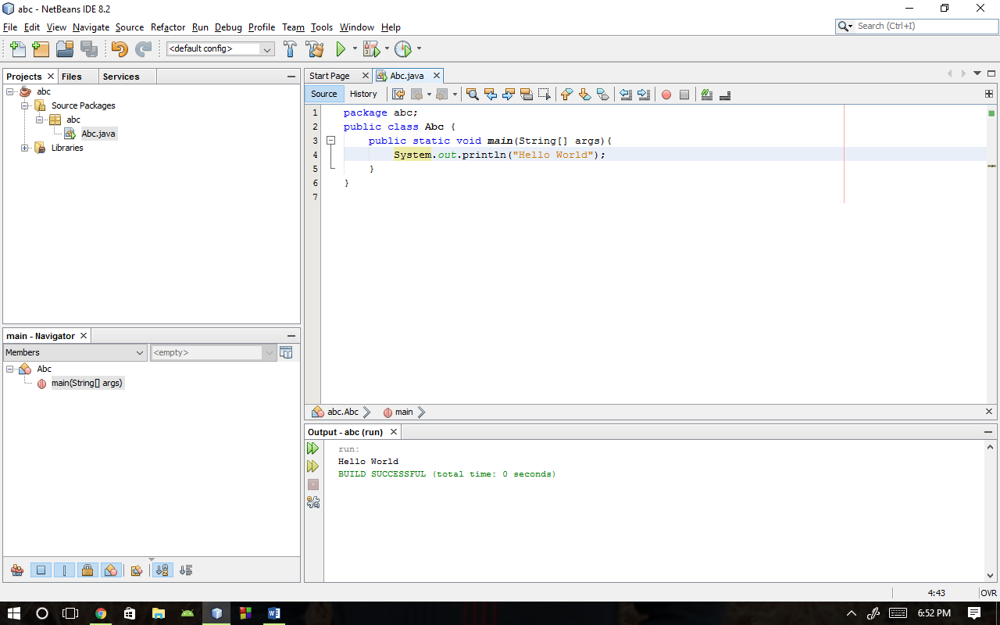 abc - NetBeans IDE 8.2
File Edit View Navigate Source Refactor Run Debug Profile Team Tools Window Help
Search (Ctrl+I)
<default config>
Projects Files Services
abc
Source Packages
abc
Abc.java
Libraries
Start Page Abc.java
Source History
1 package abc;
2 public class Abc {
3 public static void main(String[] args){
4 System.out.println("Hello World");
5 }
6 }
7
main - Navigator
Members <empty>
Abc
main(String[] args)
abc.Abc main
Output - abc (run)
run:
Hello World
BUILD SUCCESSFUL (total time: 0 seconds)
4:43 OVR
6:52 PM